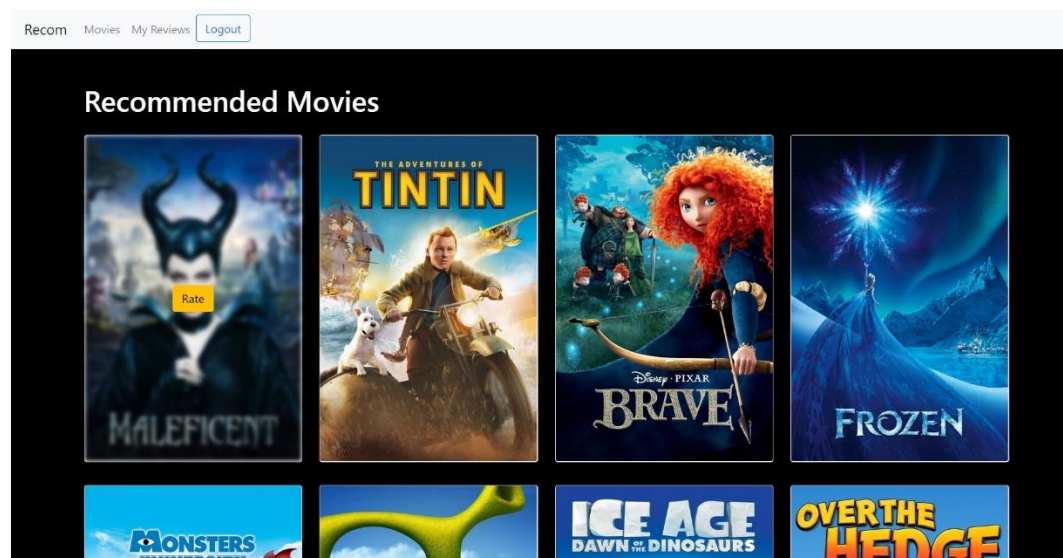 Recom Movies My Reviews Logout
Recommended Movies
Rate
MALEFICENT
THE ADVENTURES OF
TINTIN
DISNEY · PIXAR
BRAVE
FROZEN
MONSTERS
UNIVERSITY
ICE AGE
DAWN OF THE DINOSAURS
OVER THE
HEDGE